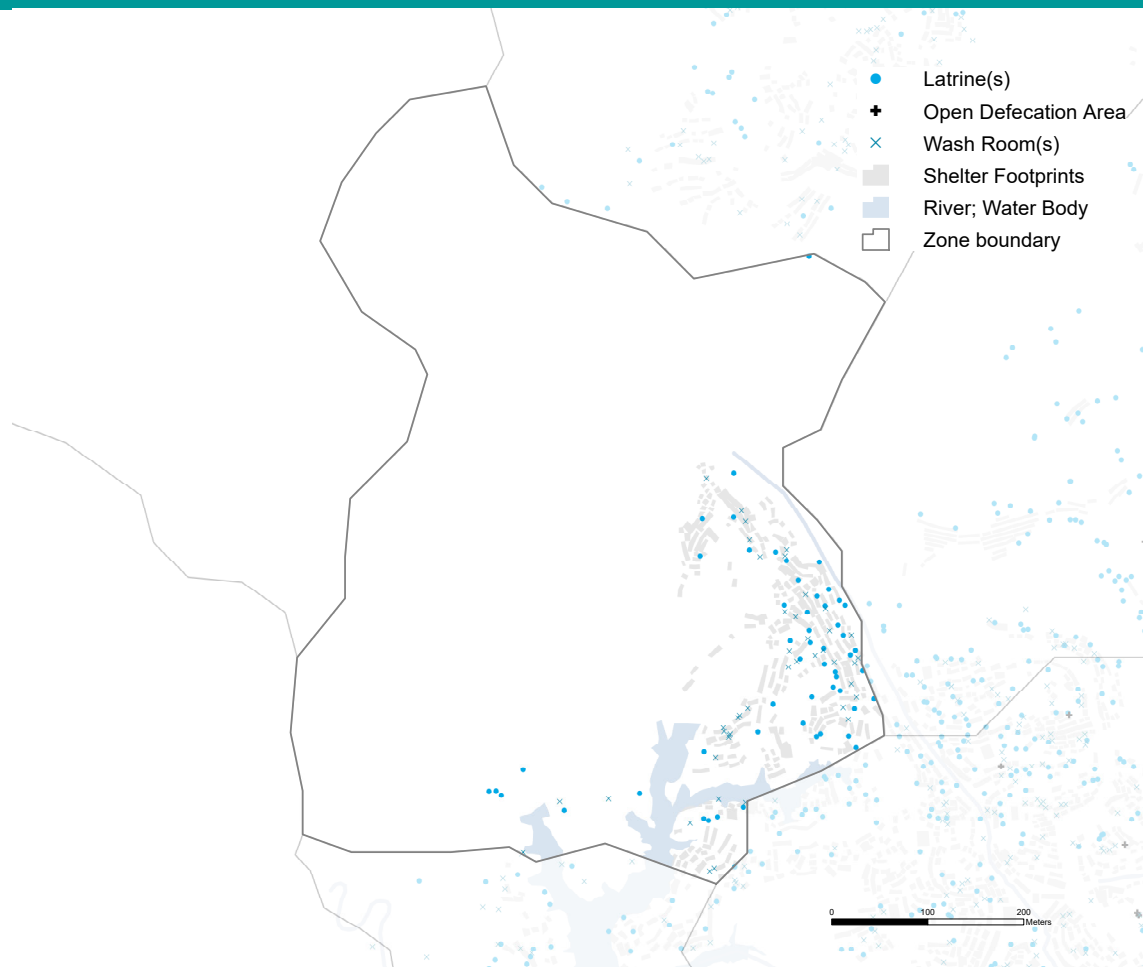 Latrine(s)
Open Defecation Area
Wash Room(s)
Shelter Footprints
River; Water Body
Zone boundary
0 100 200
Meters